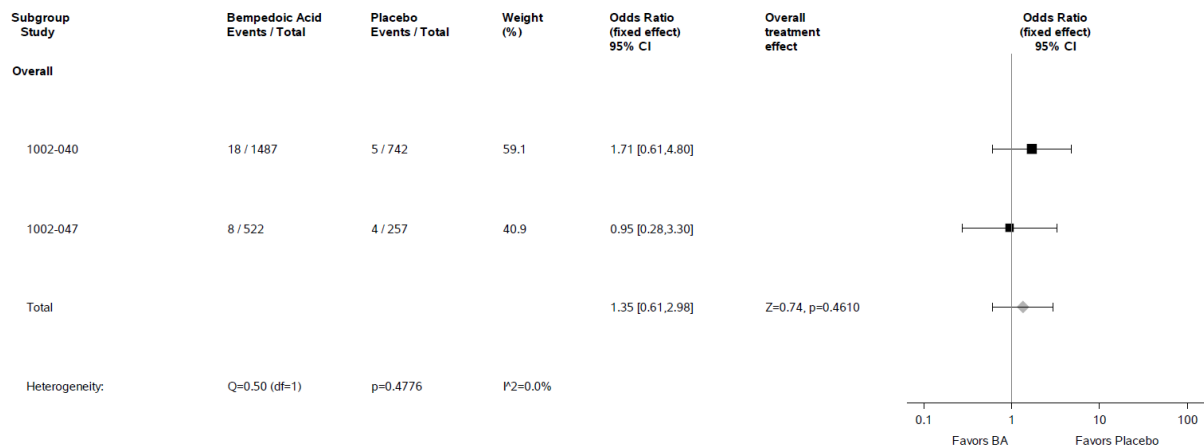 Subgroup Bempedoic Acid Placebo Weight Odds Ratio Overall Odds Ratio
Study Events / Total Events / Total (%) (fixed effect) treatment (fixed effect)
95% CI effect 95% CI
Overall
1002-040 18 / 1487 5 / 742 59.1 1.71 [0.61,4.80]
1002-047 8 / 522 4 / 257 40.9 0.95 [0.28,3.30]
Total 1.35 [0.61,2.98] Z=0.74, p=0.4610
Heterogeneity: Q=0.50 (df=1) p=0.4776 I^2=0.0%
0.1 1 10 100
Favors BA Favors Placebo